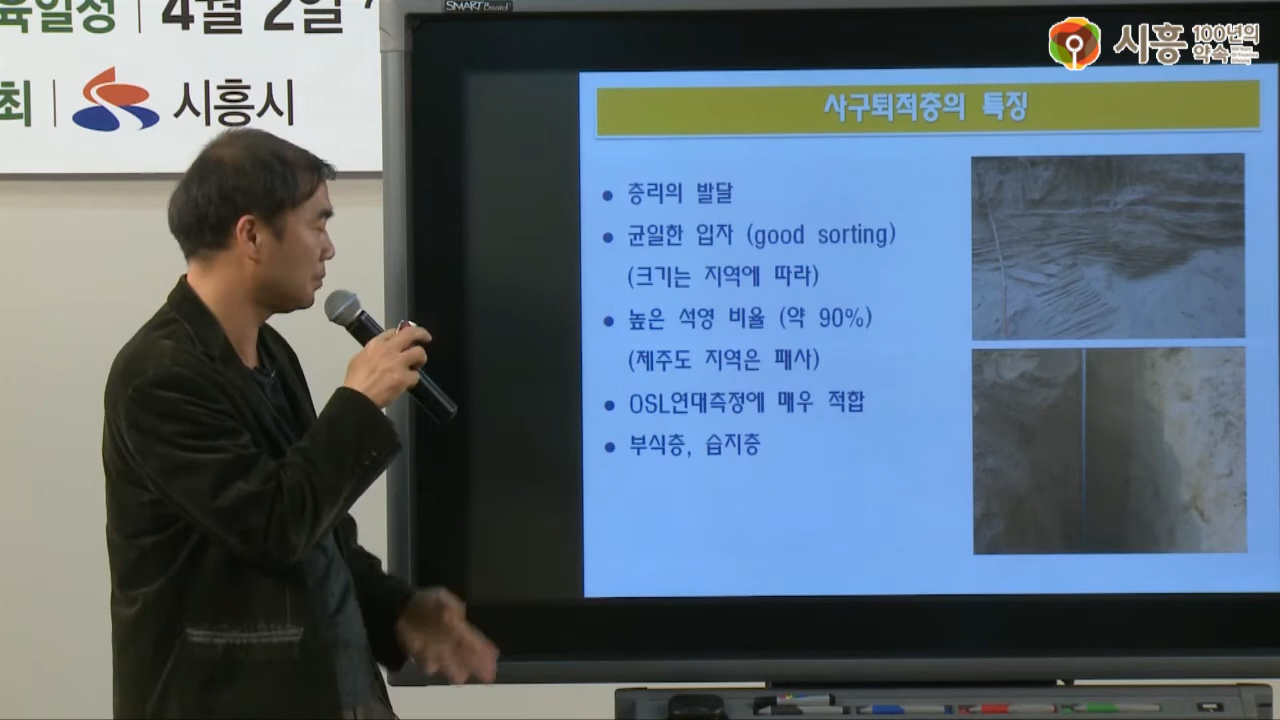 육일정 | 4월 2일
최 | 시흥시
SMART Board
시흥 100년의 약속
사구퇴적층의 특징
● 층리의 발달
● 균일한 입자 (good sorting)
(크기는 지역에 따라)
● 높은 석영 비율 (약 90%)
(제주도 지역은 패사)
● OSL연대측정에 매우 적합
● 부식층, 습지층